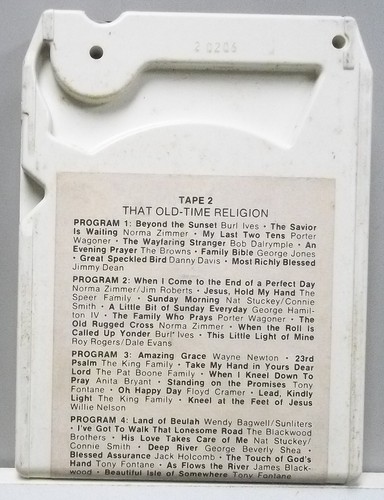 2 0206
TAPE 2
THAT OLD-TIME RELIGION
PROGRAM 1: Beyond the Sunset Burl Ives • The Savior
Is Waiting Norma Zimmer • My Last Two Tens Porter
Wagoner • The Wayfaring Stranger Bob Dalrymple • An
Evening Prayer The Browns • Family Bible George Jones
• Great Speckled Bird Danny Davis • Most Richly Blessed
Jimmy Dean
PROGRAM 2: When I Come to the End of a Perfect Day
Norma Zimmer/Jim Roberts • Jesus, Hold My Hand The
Speer Family • Sunday Morning Nat Stuckey/Connie
Smith • A Little Bit of Sunday Everyday George Hamil-
ton IV • The Family Who Prays Porter Wagoner • The
Old Rugged Cross Norma Zimmer • When the Roll Is
Called Up Yonder Burl Ives • This Little Light of Mine
Roy Rogers/Dale Evans
PROGRAM 3: Amazing Grace Wayne Newton • 23rd
Psalm The King Family • Take My Hand in Yours Dear
Lord The Pat Boone Family • When I Kneel Down To
Pray Anita Bryant • Standing on the Promises Tony
Fontane • Oh Happy Day Floyd Cramer • Lead, Kindly
Light The King Family • Kneel at the Feet of Jesus
Willie Nelson
PROGRAM 4: Land of Beulah Wendy Bagwell/Sunliters
• I've Got To Walk That Lonesome Road The Blackwood
Brothers • His Love Takes Care of Me Nat Stuckey/
Connie Smith • Deep River George Beverly Shea •
Blessed Assurance Jack Holcomb • The Touch of God's
Hand Tony Fontane • As Flows the River James Black-
wood • Beautiful Isle of Somewhere Tony Fontane